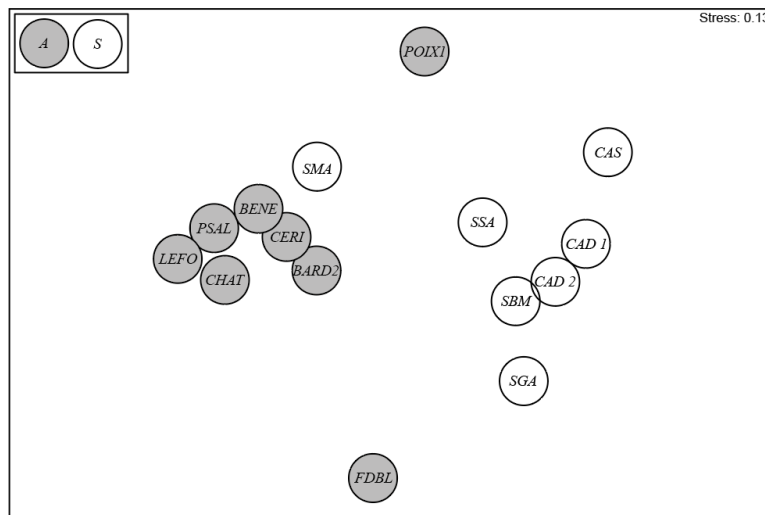 Stress: 0.13
A S
POIX1
CAS
SMA
BENE
SSA
PSAL
CERI
CAD 1
LEFO
BARD2
CHAT
CAD 2
SBM
SGA
FDBL